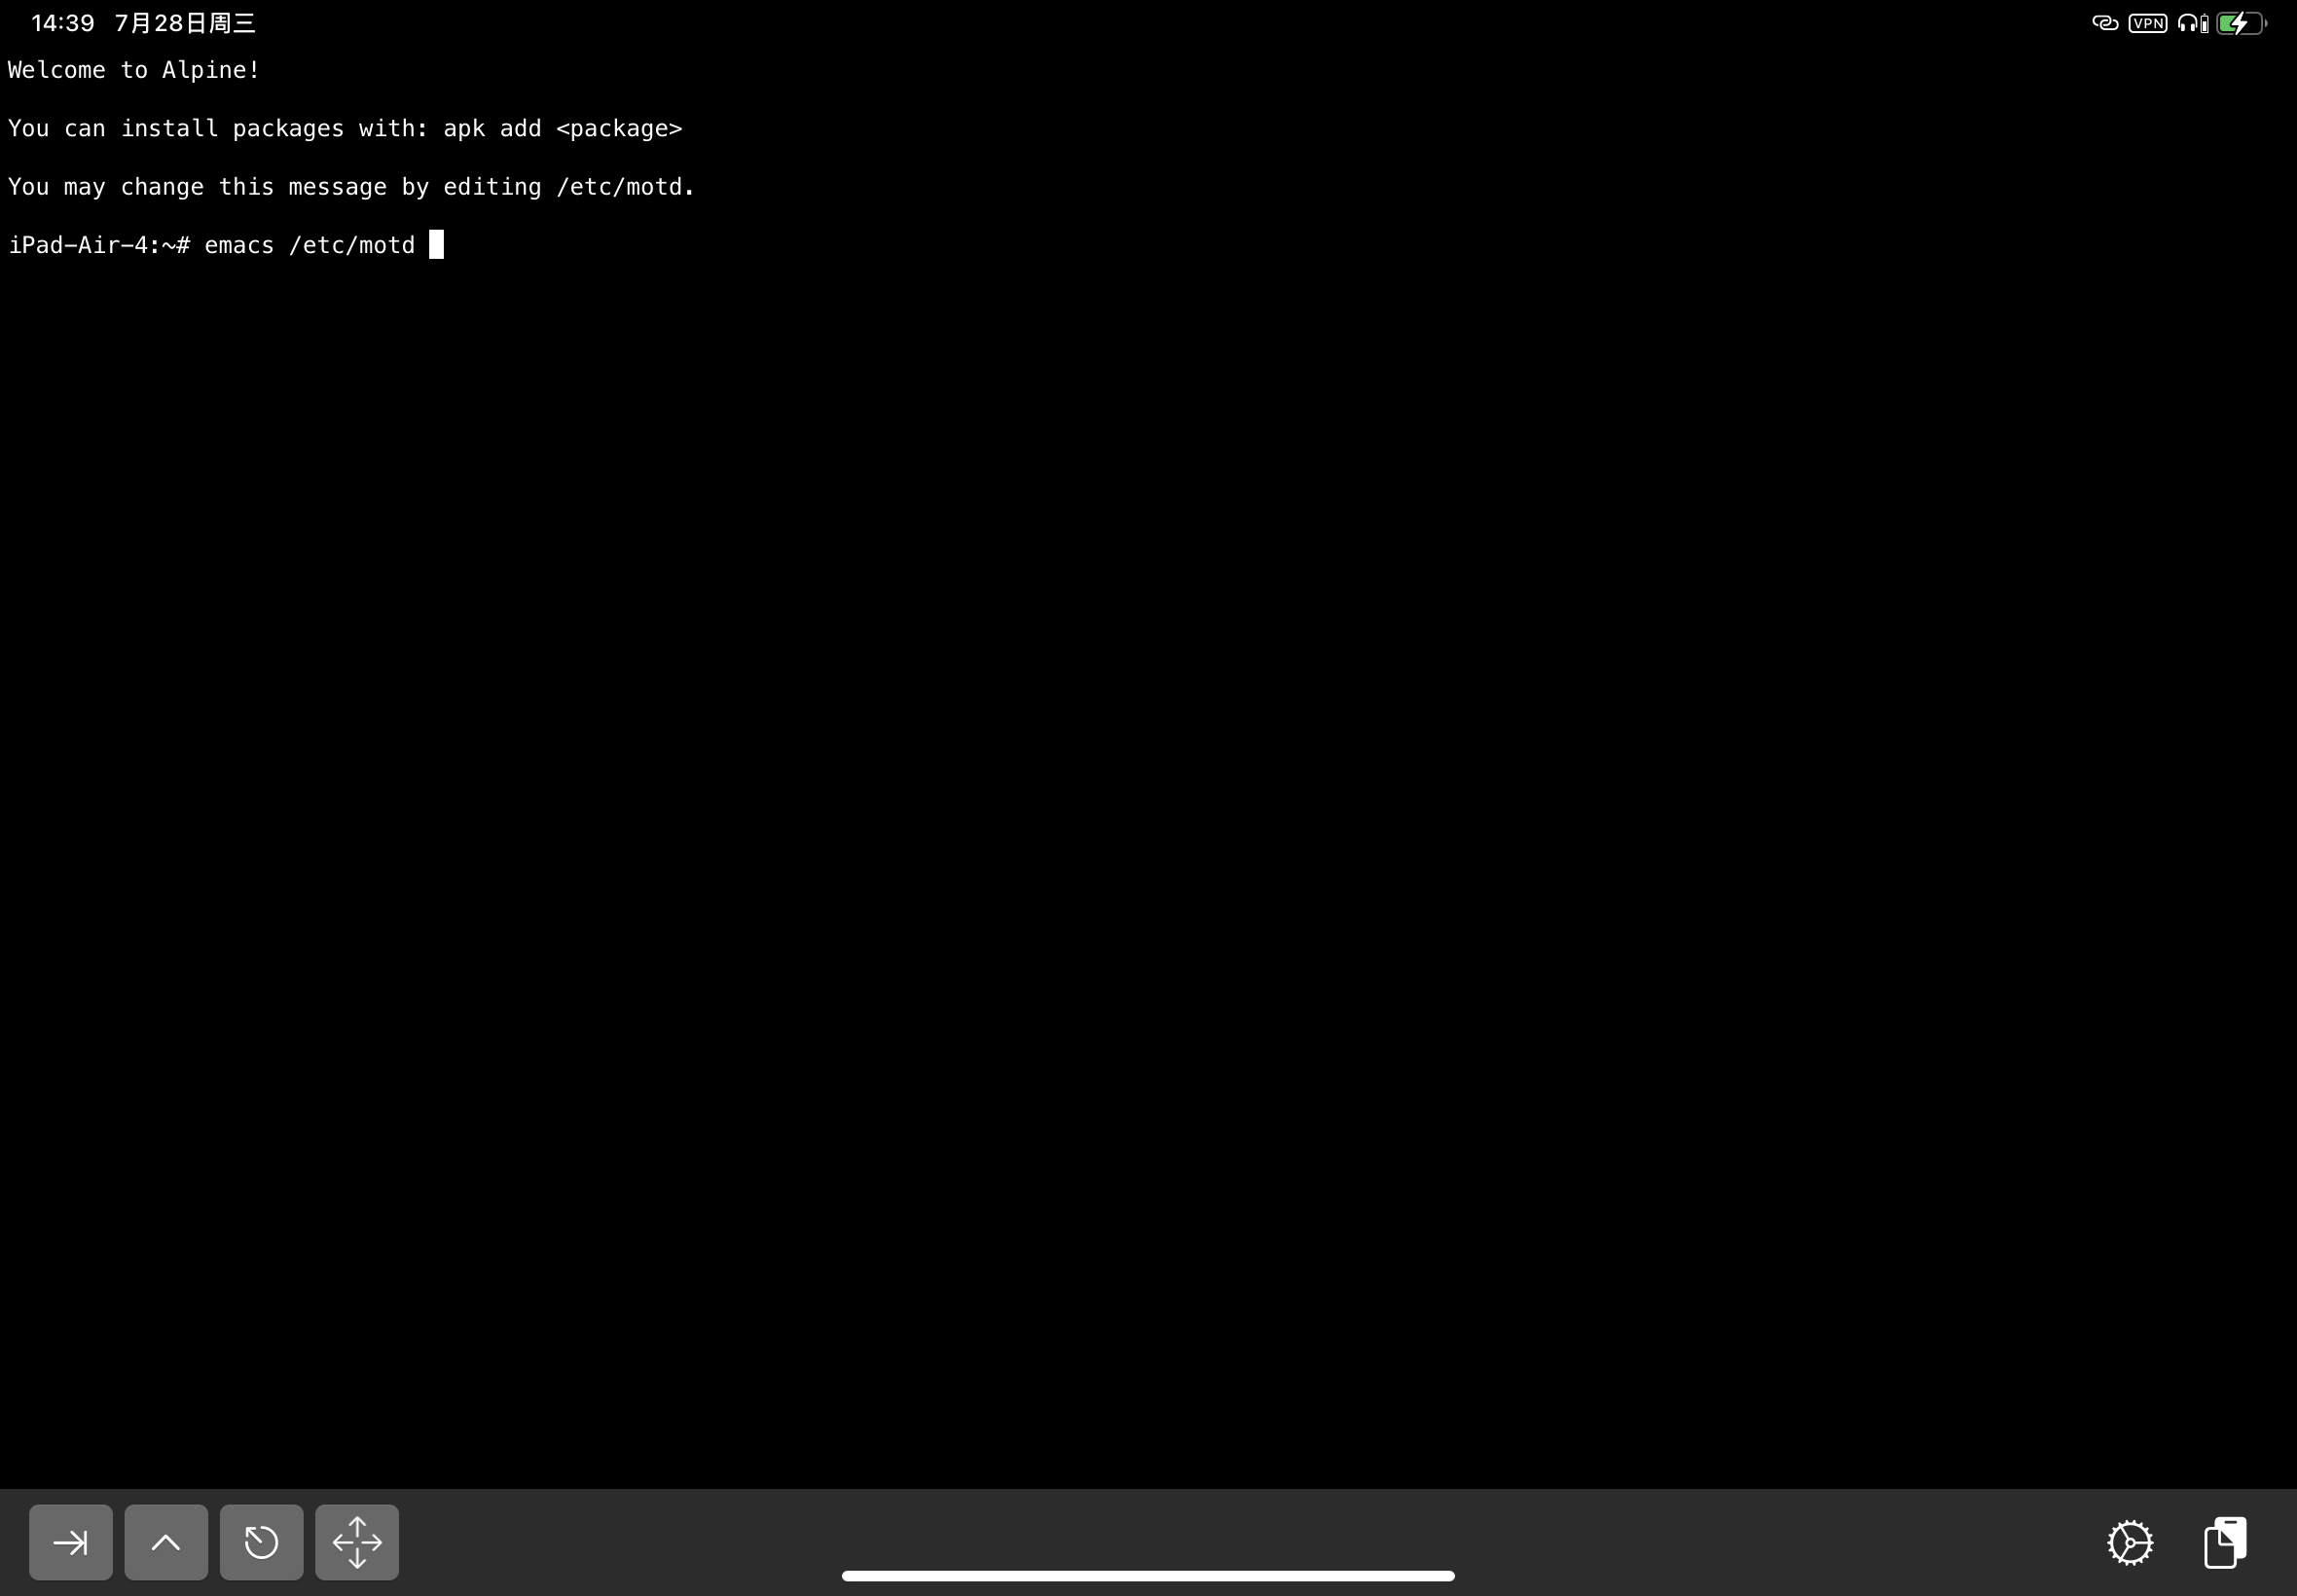 14:39 7月28日周三
VPN
Welcome to Alpine!
You can install packages with: apk add <package>
You may change this message by editing /etc/motd.
iPad-Air-4:~# emacs /etc/motd